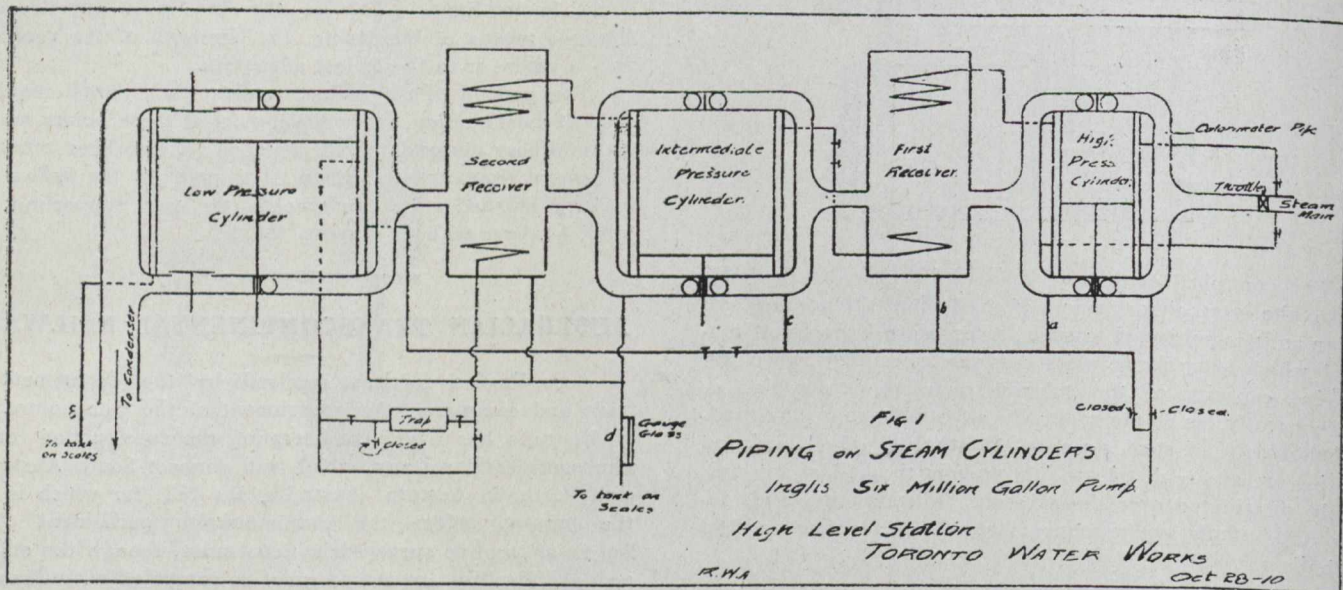 Low Pressure
Cylinder
Second
Receiver
Intermediate
Pressure
Cylinder.
First
Receiver.
High
Press
Cylinder.
Calorimeter Pipe
Throttle
Steam
Main
To tank
on Scales
To Condenser
Trap
Closed
d
Gauge
Glass
To tank on
Scales
c
b
a
Closed
Closed.
FIG 1
PIPING ON STEAM CYLINDERS
Inglis Six Million Gallon Pump
High Level Station
TORONTO WATER WORKS
R.W.A
Oct 28-10